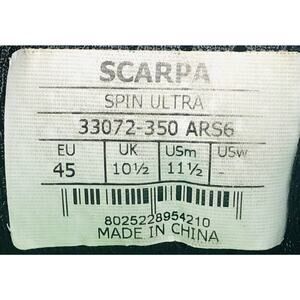 SCARPA
SPIN ULTRA
33072-350 ARS6
EU UK USm USw
45 10½ 11½ -
8025228954210
MADE IN CHINA